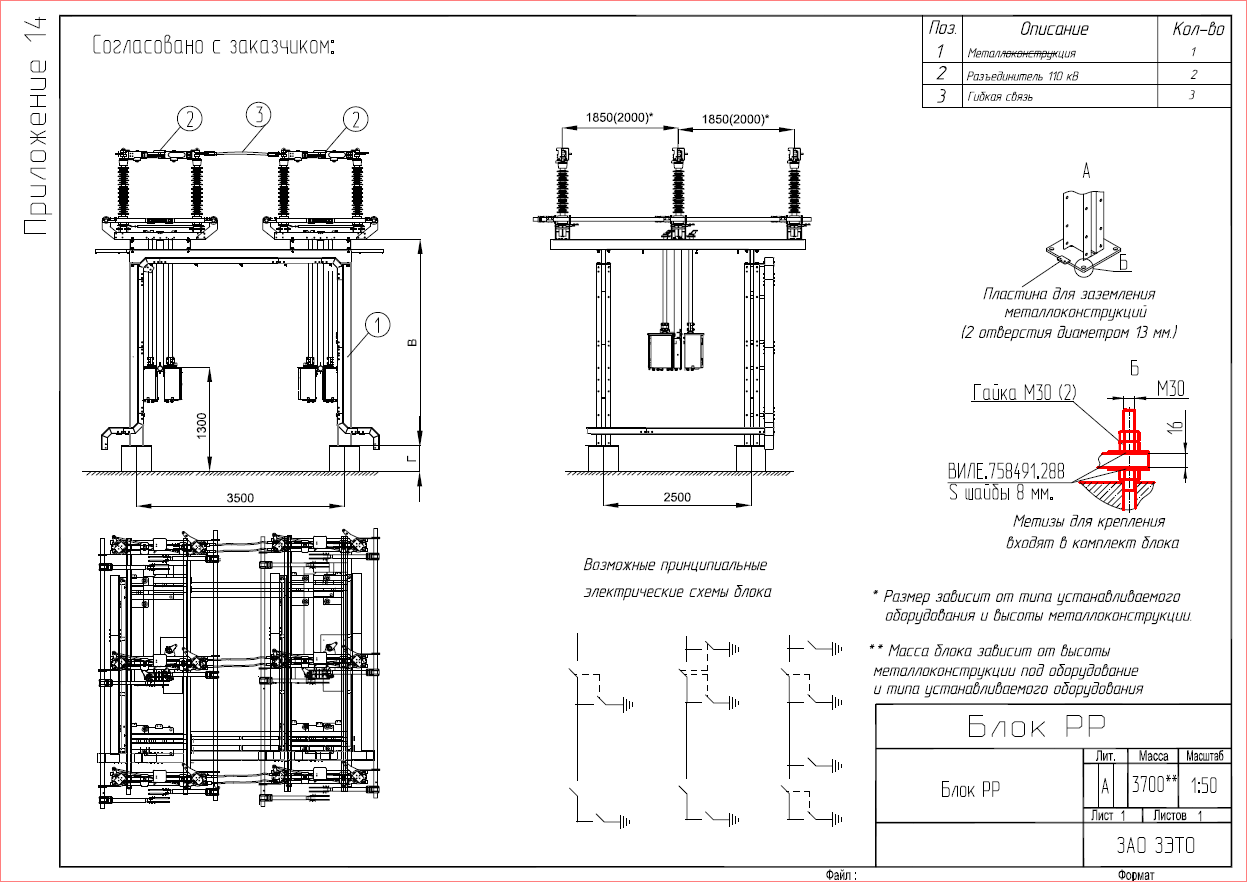 Приложение 14
Согласовано с заказчиком:
Поз. Описание Кол-во
1 Металлоконструкция 1
2 Разъединитель 110 кВ 2
3 Гибкая связь 3
2 3 2
1
1300
В
Г
3500
1850(2000)* 1850(2000)*
2500
А
Б
Пластина для заземления
металлоконструкций
(2 отверстия диаметром 13 мм.)
Б
Гайка М30 (2) М30
16
ВИЛЕ.758491.288
S шайбы 8 мм.
Метизы для крепления
входят в комплект блока
Возможные принципиальные
электрические схемы блока
* Размер зависит от типа устанавливаемого
оборудования и высоты металлоконструкции.
** Масса блока зависит от высоты
металлоконструкции под оборудование
и типа устанавливаемого оборудования
Блок РР
Блок РР
Лит. Масса Масштаб
А 3700** 1:50
Лист 1 Листов 1
ЗАО ЗЭТО
Файл : Формат